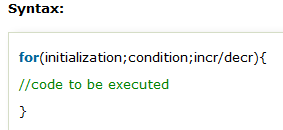 Syntax:
for(initialization;condition;incr/decr){
//code to be executed
}